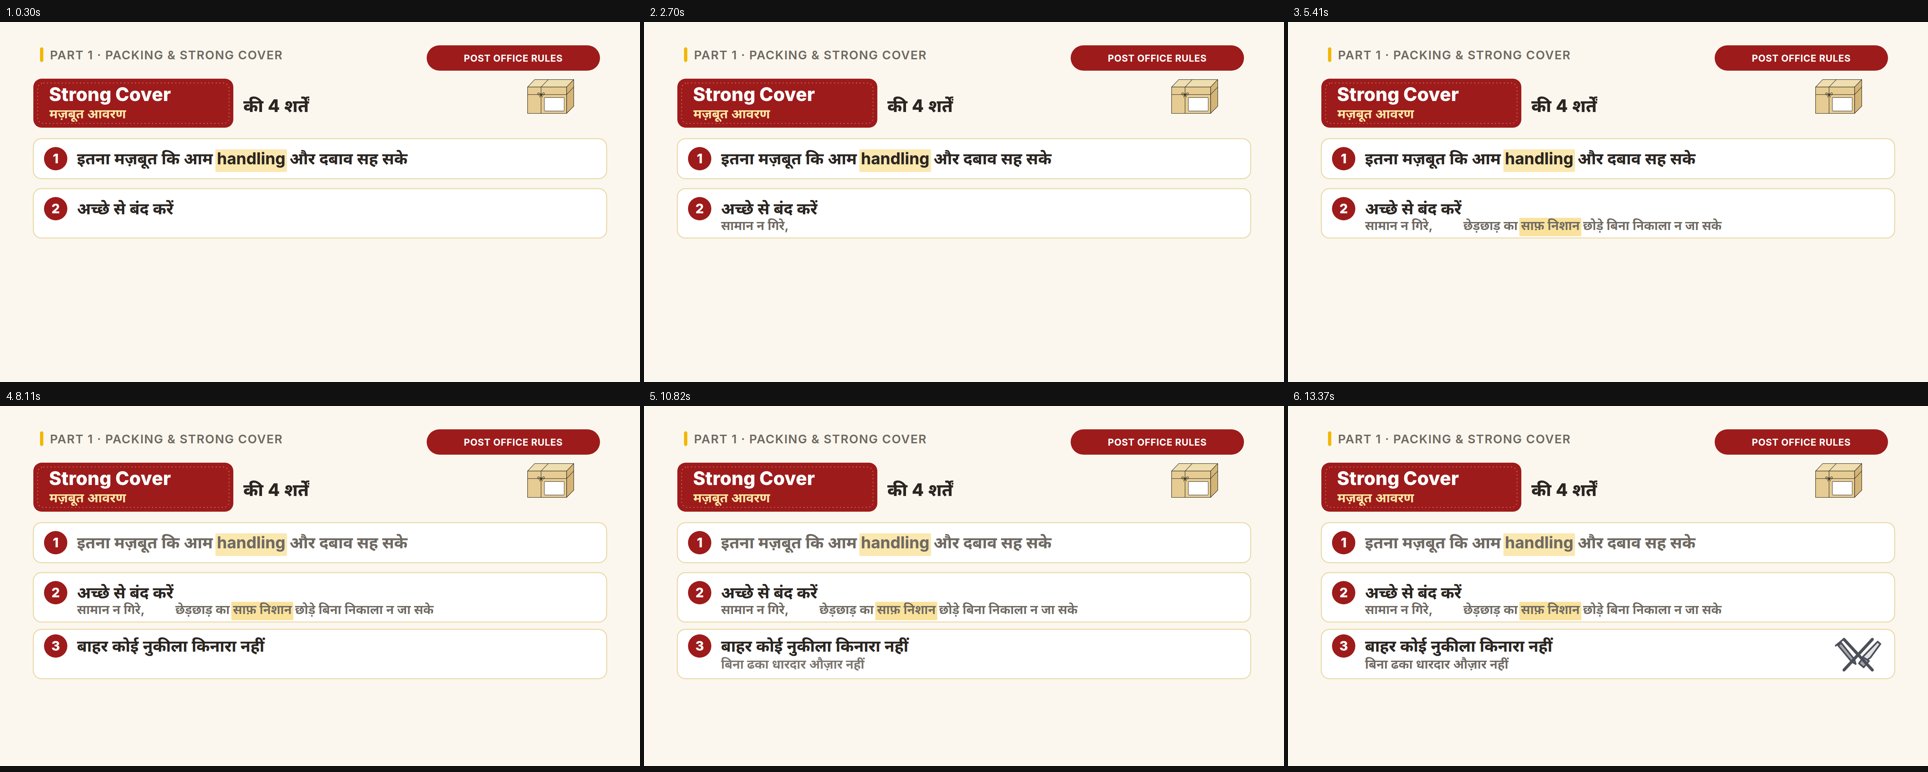 1. 0.30s
PART 1 · PACKING & STRONG COVER
POST OFFICE RULES
Strong Cover
मज़बूत आवरण
की 4 शर्तें
1 इतना मज़बूत कि आम handling और दबाव सह सके
2 अच्छे से बंद करें
2. 2.70s
PART 1 · PACKING & STRONG COVER
POST OFFICE RULES
Strong Cover
मज़बूत आवरण
की 4 शर्तें
1 इतना मज़बूत कि आम handling और दबाव सह सके
2 अच्छे से बंद करें
सामान न गिरे,
3. 5.41s
PART 1 · PACKING & STRONG COVER
POST OFFICE RULES
Strong Cover
मज़बूत आवरण
की 4 शर्तें
1 इतना मज़बूत कि आम handling और दबाव सह सके
2 अच्छे से बंद करें
सामान न गिरे, छेड़छाड़ का साफ़ निशान छोड़े बिना निकाला न जा सके
4. 8.11s
PART 1 · PACKING & STRONG COVER
POST OFFICE RULES
Strong Cover
मज़बूत आवरण
की 4 शर्तें
1 इतना मज़बूत कि आम handling और दबाव सह सके
2 अच्छे से बंद करें
सामान न गिरे, छेड़छाड़ का साफ़ निशान छोड़े बिना निकाला न जा सके
3 बाहर कोई नुकीला किनारा नहीं
5. 10.82s
PART 1 · PACKING & STRONG COVER
POST OFFICE RULES
Strong Cover
मज़बूत आवरण
की 4 शर्तें
1 इतना मज़बूत कि आम handling और दबाव सह सके
2 अच्छे से बंद करें
सामान न गिरे, छेड़छाड़ का साफ़ निशान छोड़े बिना निकाला न जा सके
3 बाहर कोई नुकीला किनारा नहीं
बिना ढका धारदार औज़ार नहीं
6. 13.37s
PART 1 · PACKING & STRONG COVER
POST OFFICE RULES
Strong Cover
मज़बूत आवरण
की 4 शर्तें
1 इतना मज़बूत कि आम handling और दबाव सह सके
2 अच्छे से बंद करें
सामान न गिरे, छेड़छाड़ का साफ़ निशान छोड़े बिना निकाला न जा सके
3 बाहर कोई नुकीला किनारा नहीं
बिना ढका धारदार औज़ार नहीं